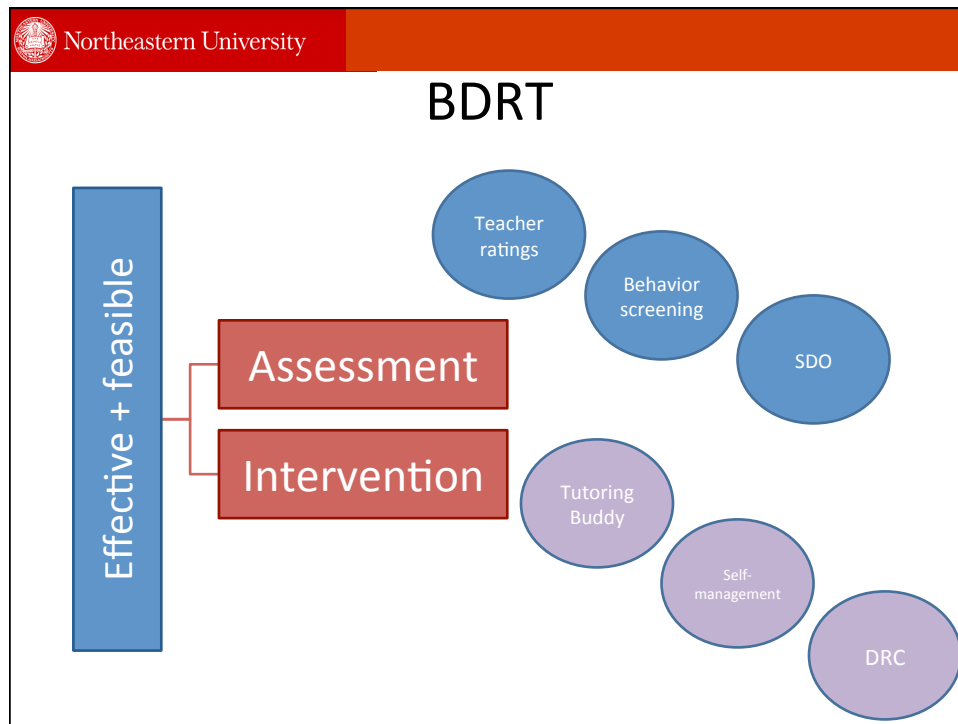 Northeastern University
BDRT
Effective + feasible
Assessment
Intervention
Teacher
ratings
Behavior
screening
SDO
Tutoring
Buddy
Self-
management
DRC